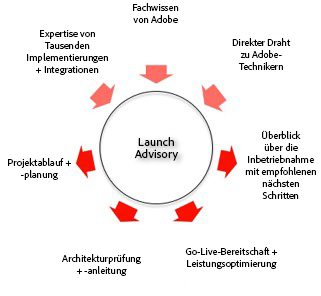 Fachwissen
von Adobe
Expertise von
Tausenden
Implementierungen
+ Integrationen
Direkter Draht
zu Adobe-
Technikern
Launch
Advisory
Projektablauf +
-planung
Überblick
über die
Inbetriebnahme
mit empfohlenen
nächsten
Schritten
Architekturprüfung
+ -anleitung
Go-Live-Bereitschaft +
Leistungsoptimierung